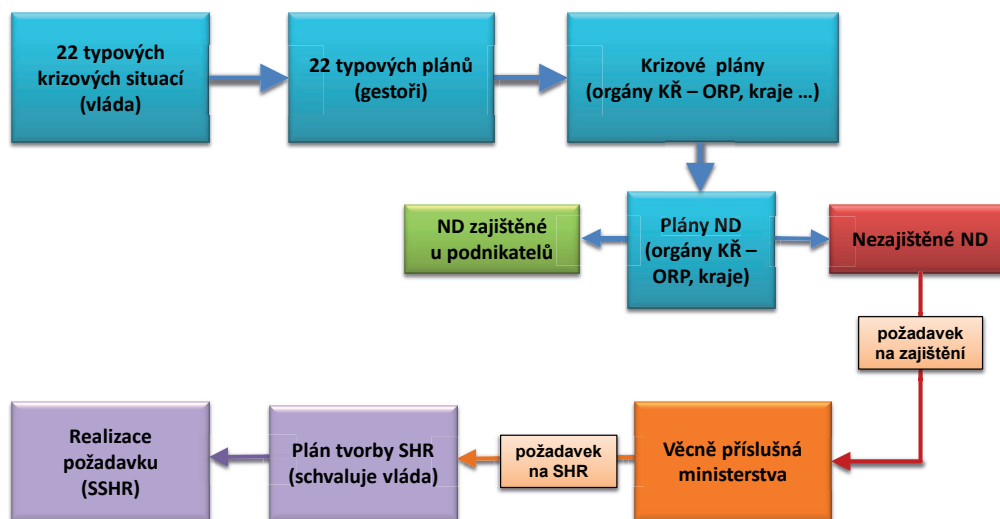 22 typových
krizových situací
(vláda)
22 typových plánů
(gestoři)
Krizové plány
(orgány KŘ – ORP, kraje …)
ND zajištěné
u podnikatelů
Plány ND
(orgány KŘ –
ORP, kraje)
Nezajištěné ND
požadavek
na zajištění
Realizace
požadavku
(SSHR)
Plán tvorby SHR
(schvaluje vláda)
požadavek
na SHR
Věcně příslušná
ministerstva